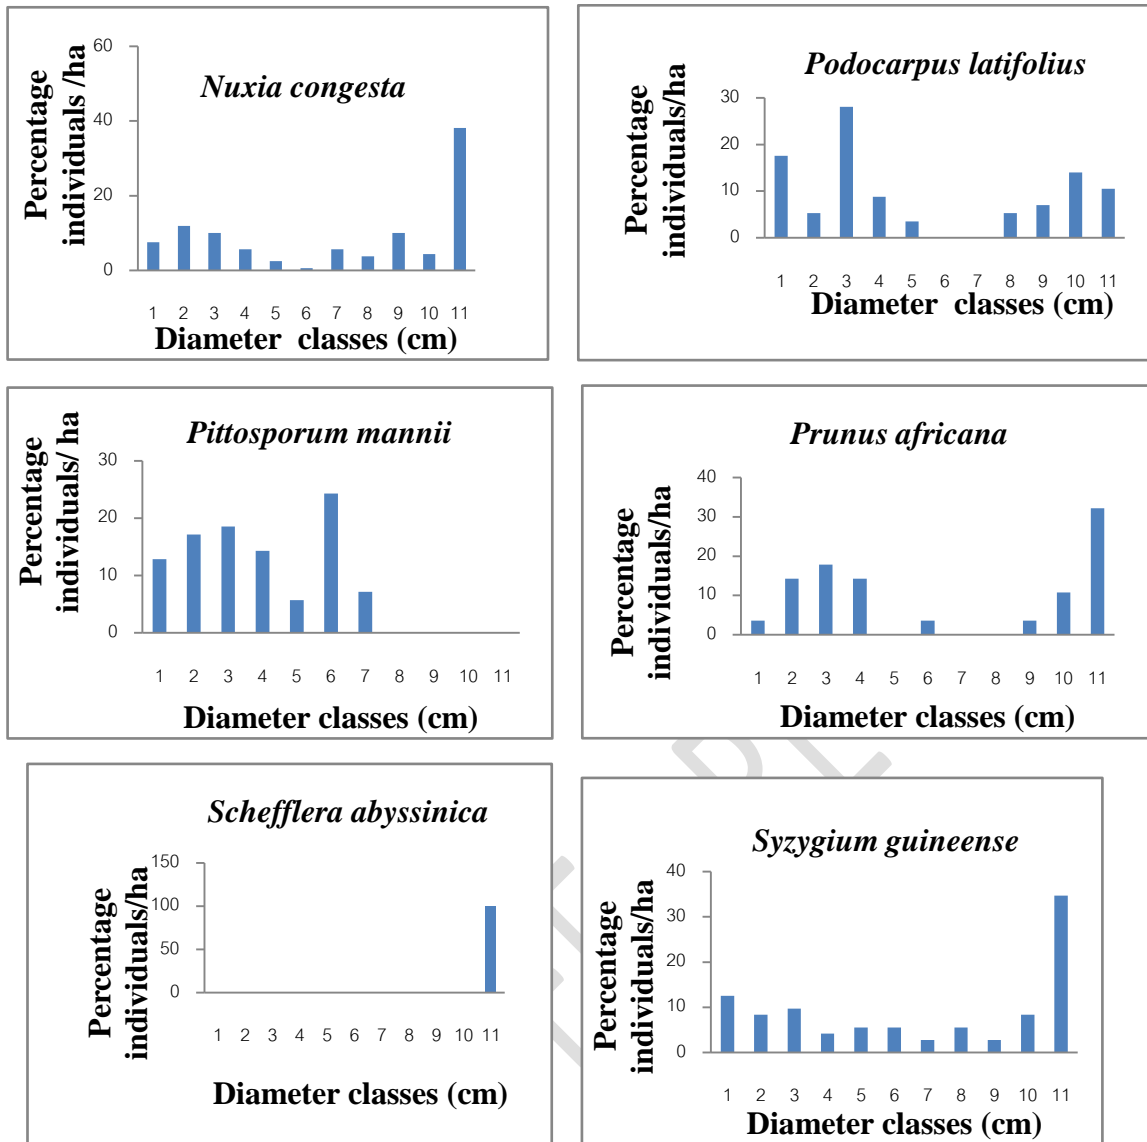 Nuxia congesta
Percentage
individuals /ha
60
40
20
0
1 2 3 4 5 6 7 8 9 10 11
Diameter classes (cm)
Podocarpus latifolius
Percentage
individuals/ha
30
20
10
0
1 2 3 4 5 6 7 8 9 10 11
Diameter classes (cm)
Pittosporum mannii
Percentage
individuals/ ha
30
20
10
0
1 2 3 4 5 6 7 8 9 10 11
Diameter classes (cm)
Prunus africana
Percentage
individuals/ha
40
30
20
10
0
1 2 3 4 5 6 7 8 9 10 11
Diameter classes (cm)
Schefflera abyssinica
Percentage
individuals/ha
150
100
50
0
1 2 3 4 5 6 7 8 9 10 11
Diameter classes (cm)
Syzygium guineense
Percentage
individuals/ha
40
30
20
10
0
1 2 3 4 5 6 7 8 9 10 11
Diameter classes (cm)